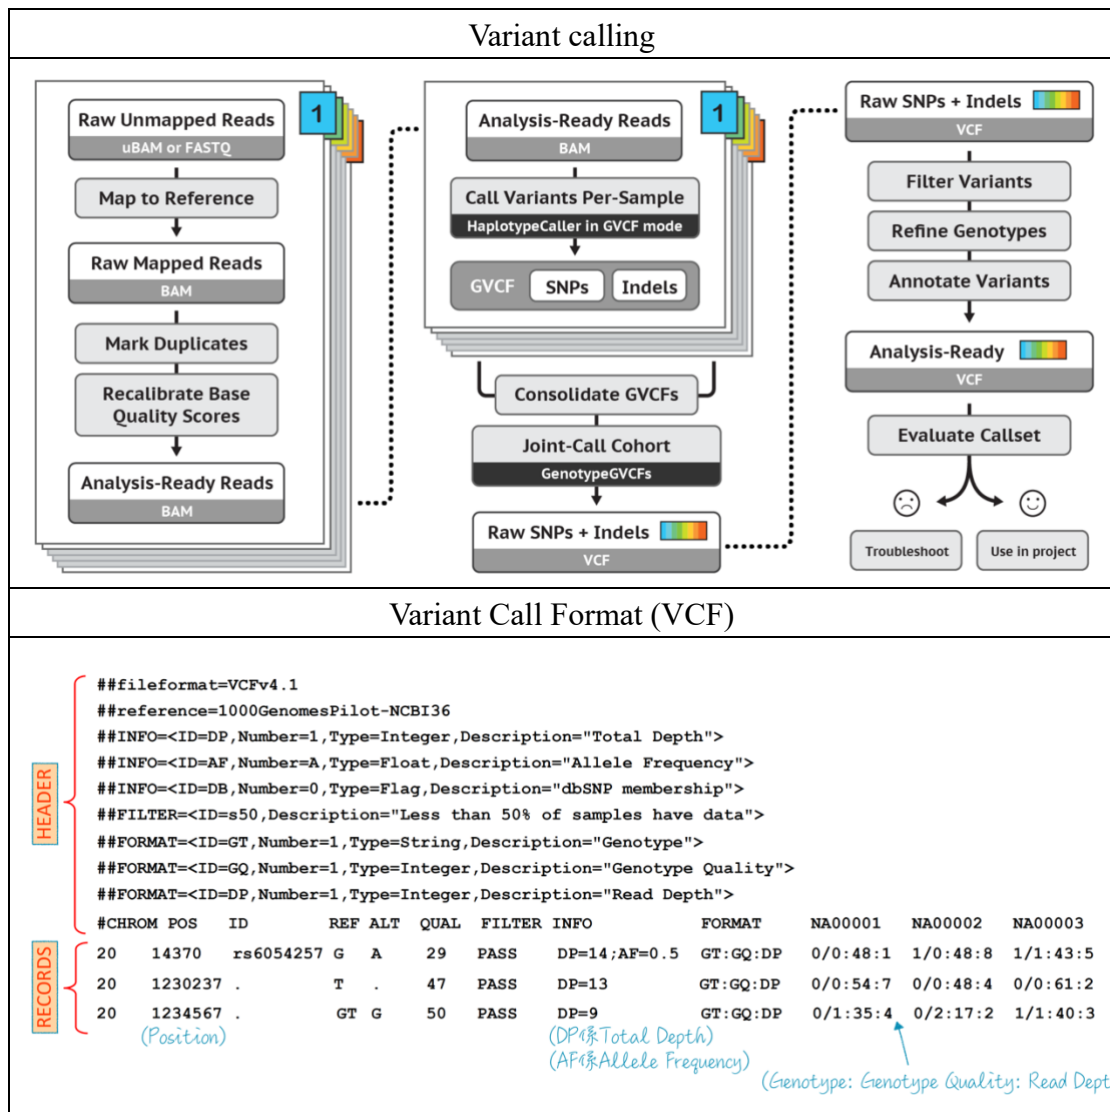 Variant calling
Raw Unmapped Reads
uBAM or FASTQ
1
Map to Reference
Raw Mapped Reads
BAM
Mark Duplicates
Recalibrate Base
Quality Scores
Analysis-Ready Reads
BAM
Analysis-Ready Reads
BAM
1
Call Variants Per-Sample
HaplotypeCaller in GVCF mode
GVCF SNPs Indels
Consolidate GVCFs
Joint-Call Cohort
GenotypeGVCFs
Raw SNPs + Indels
VCF
Raw SNPs + Indels
VCF
Filter Variants
Refine Genotypes
Annotate Variants
Analysis-Ready
VCF
Evaluate Callset
Troubleshoot
Use in project
Variant Call Format (VCF)
HEADER
##fileformat=VCFv4.1
##reference=1000GenomesPilot-NCBI36
##INFO=<ID=DP,Number=1,Type=Integer,Description="Total Depth">
##INFO=<ID=AF,Number=A,Type=Float,Description="Allele Frequency">
##INFO=<ID=DB,Number=0,Type=Flag,Description="dbSNP membership">
##FILTER=<ID=s50,Description="Less than 50% of samples have data">
##FORMAT=<ID=GT,Number=1,Type=String,Description="Genotype">
##FORMAT=<ID=GQ,Number=1,Type=Integer,Description="Genotype Quality">
##FORMAT=<ID=DP,Number=1,Type=Integer,Description="Read Depth">
#CHROM POS ID REF ALT QUAL FILTER INFO FORMAT NA00001 NA00002 NA00003
RECORDS
20 14370 rs6054257 G A 29 PASS DP=14;AF=0.5 GT:GQ:DP 0/0:48:1 1/0:48:8 1/1:43:5
20 1230237 . T . 47 PASS DP=13 GT:GQ:DP 0/0:54:7 0/0:48:4 0/0:61:2
20 1234567 . GT G 50 PASS DP=9 GT:GQ:DP 0/1:35:4 0/2:17:2 1/1:40:3
(Position)
(DP係Total Depth)
(AF係Allele Frequency)
(Genotype: Genotype Quality: Read Dept